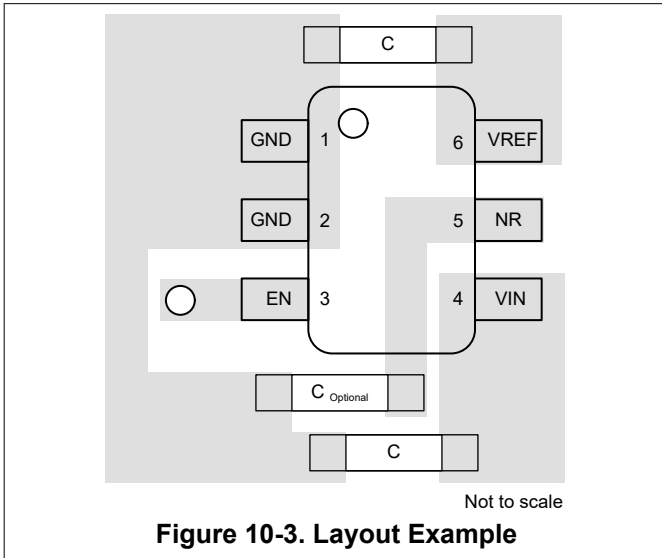 C
GND 1 6 VREF
GND 2 5 NR
EN 3 4 VIN
C Optional
C
Not to scale
Figure 10-3. Layout Example